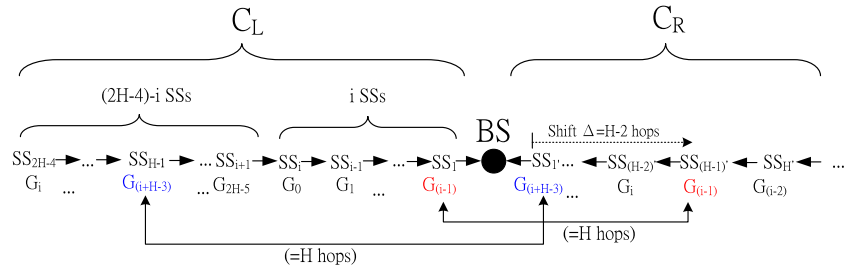 C_L C_R
(2H-4)-i SSs i SSs
BS Shift Δ=H-2 hops
SS_2H-4 ... SS_H-1 ... SS_i+1 SS_i SS_i-1 ... SS_1 SS_1'... SS_(H-2)' SS_(H-1)' SS_H' ...
G_i ... G_(i+H-3) ... G_2H-5 G_0 G_1 ... G_(i-1) G_(i+H-3) ... G_i G_(i-1) G_(i-2)
(=H hops) (=H hops)